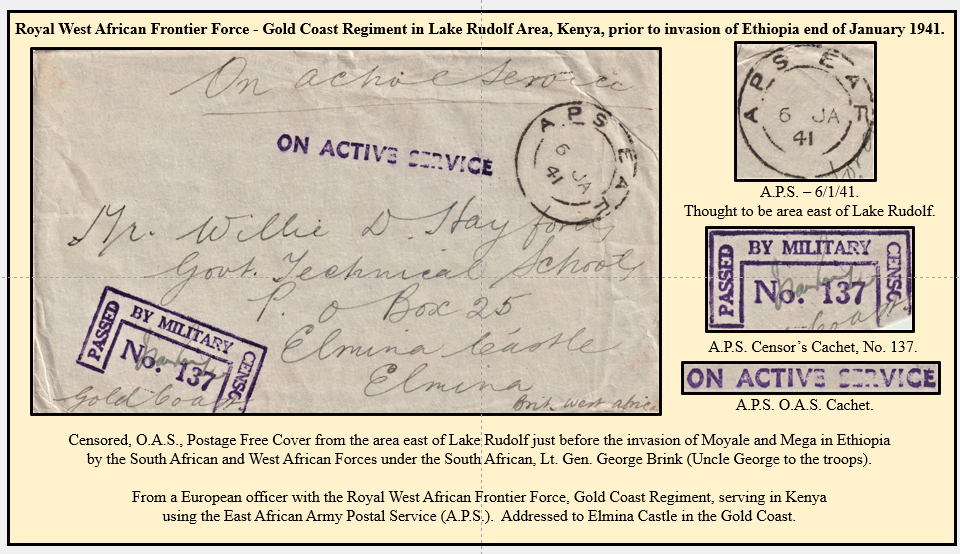 Royal West African Frontier Force - Gold Coast Regiment in Lake Rudolf Area, Kenya, prior to invasion of Ethiopia end of January 1941.
On active Service
ON ACTIVE SERVICE
A.P.S. E A F
6 JA
41
Mr. Willie D. Hayford
Govt. Technical School
P. O Box 25
Elmina Castle
Elmina
Gold Coast
Brit. West Africa
PASSED BY MILITARY CENSO
No. 137
A.P.S E A F
6 JA
41
A.P.S. – 6/1/41.
Thought to be area east of Lake Rudolf.
PASSED BY MILITARY CENSO
No. 137
A.P.S. Censor's Cachet, No. 137.
ON ACTIVE SERVICE
A.P.S. O.A.S. Cachet.
Censored, O.A.S., Postage Free Cover from the area east of Lake Rudolf just before the invasion of Moyale and Mega in Ethiopia
by the South African and West African Forces under the South African, Lt. Gen. George Brink (Uncle George to the troops).
From a European officer with the Royal West African Frontier Force, Gold Coast Regiment, serving in Kenya
using the East African Army Postal Service (A.P.S.). Addressed to Elmina Castle in the Gold Coast.